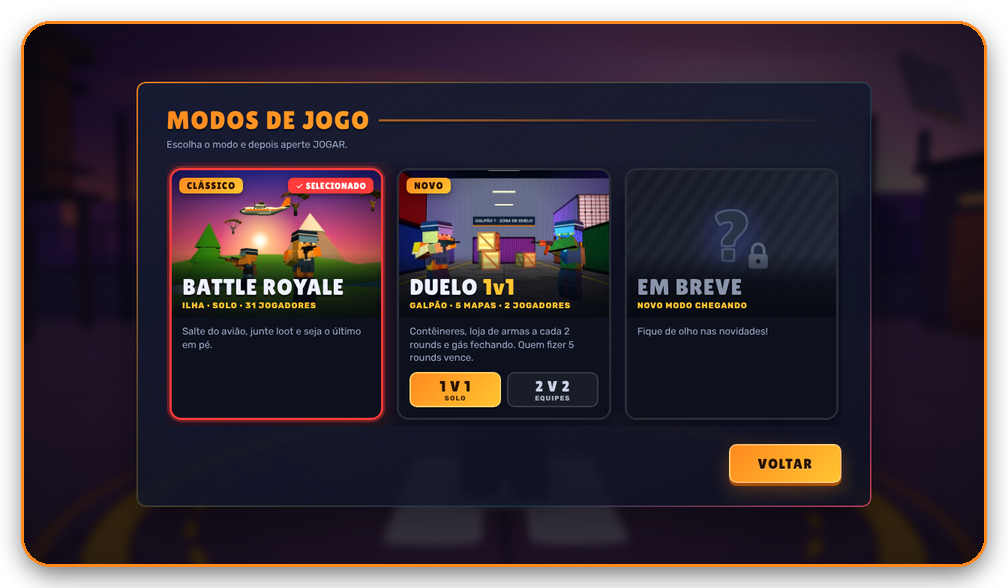 MODOS DE JOGO
Escolha o modo e depois aperte JOGAR.
CLÁSSICO
✓ SELECIONADO
BATTLE ROYALE
ILHA • SOLO • 31 JOGADORES
Salte do avião, junte loot e seja o último
em pé.
NOVO
GALPÃO 7 · ZONA DE DUELO
DUELO 1v1
GALPÃO • 5 MAPAS • 2 JOGADORES
Contêineres, loja de armas a cada 2
rounds e gás fechando. Quem fizer 5
rounds vence.
1 V 1
SOLO
2 V 2
EQUIPES
?
EM BREVE
NOVO MODO CHEGANDO
Fique de olho nas novidades!
VOLTAR